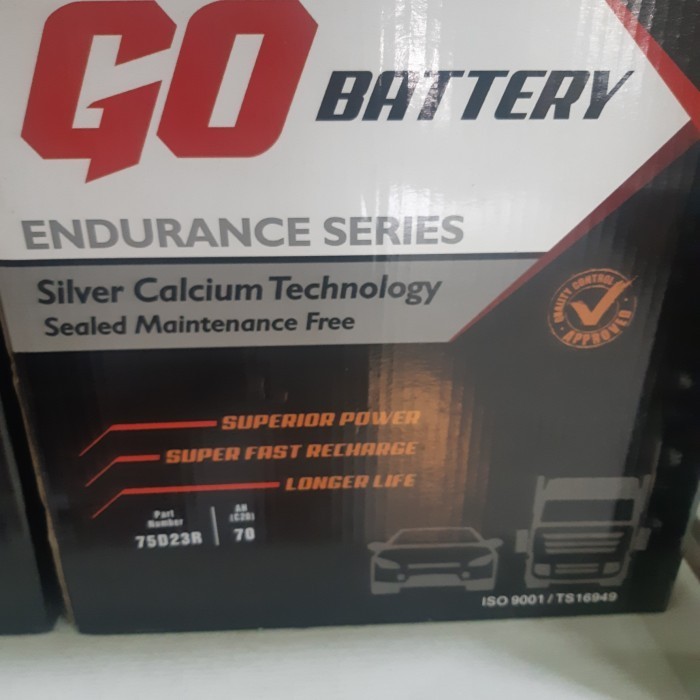 GO BATTERY
ENDURANCE SERIES
Silver Calcium Technology
Sealed Maintenance Free
QUALITY CONTROL
APPROVED
SUPERIOR POWER
SUPER FAST RECHARGE
LONGER LIFE
Part
Number
75D23R
AH
(C20)
70
ISO 9001 / TS16949